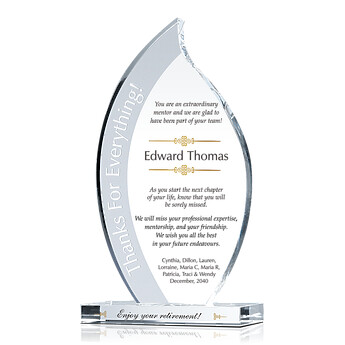 Thanks For Everything!
You are an extraordinary
mentor and we are glad to
have been part of your team!
Edward Thomas
As you start the next chapter
of your life, know that you will
be sorely missed.
We will miss your professional expertise,
mentorship, and your friendship.
We wish you all the best
in your future endeavours.
Cynthia, Dillon, Lauren,
Lorraine, Maria C, Maria R,
Patricia, Traci & Wendy
December, 2040
Enjoy your retirement!